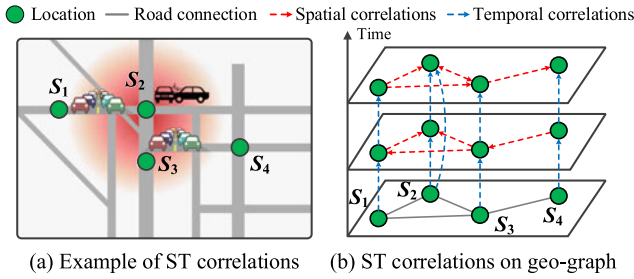 Location Road connection Spatial correlations Temporal correlations
Time
S1 S2
S3 S4
S1 S2 S3 S4
(a) Example of ST correlations (b) ST correlations on geo-graph